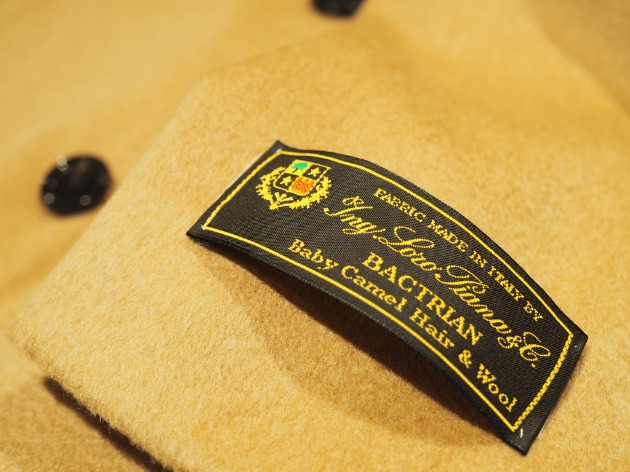 FABRIC MADE IN ITALY BY
Ing. Loro Piana & C.
BACTRIAN
Baby Camel Hair & Wool